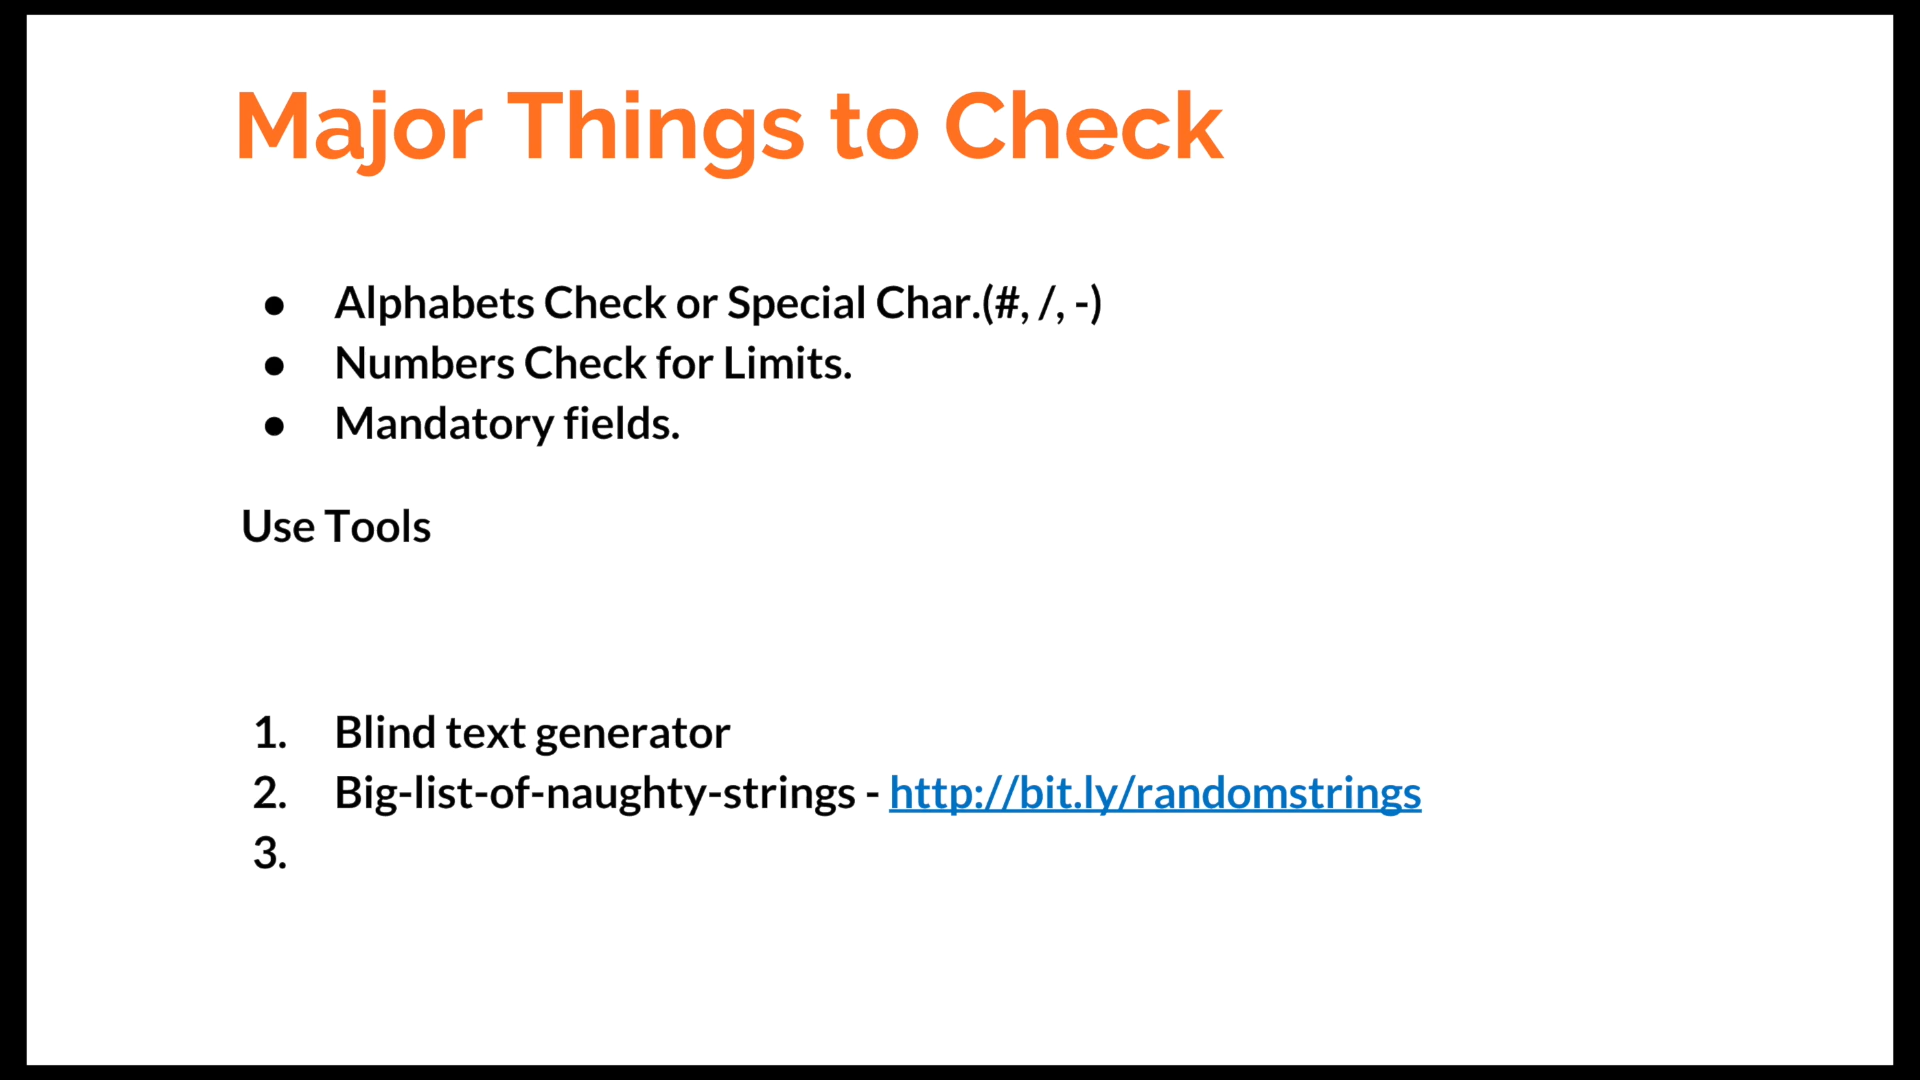 Major Things to Check
● Alphabets Check or Special Char.(#, /, -)
● Numbers Check for Limits.
● Mandatory fields.
Use Tools
1. Blind text generator
2. Big-list-of-naughty-strings - http://bit.ly/randomstrings
3.